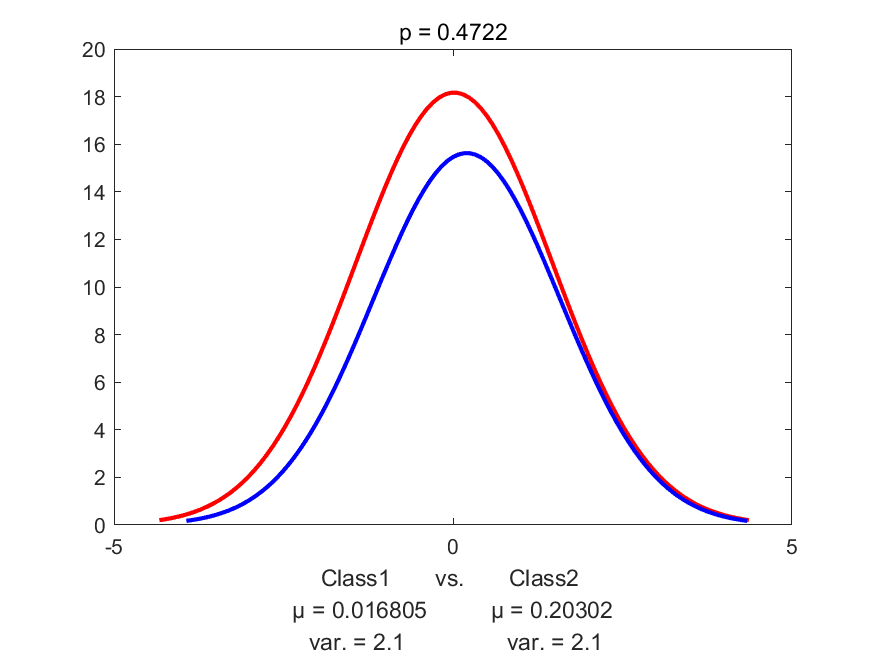 p = 0.4722
20
18
16
14
12
10
8
6
4
2
0
-5 0 5
Class1 vs. Class2
μ = 0.016805 μ = 0.20302
var. = 2.1 var. = 2.1